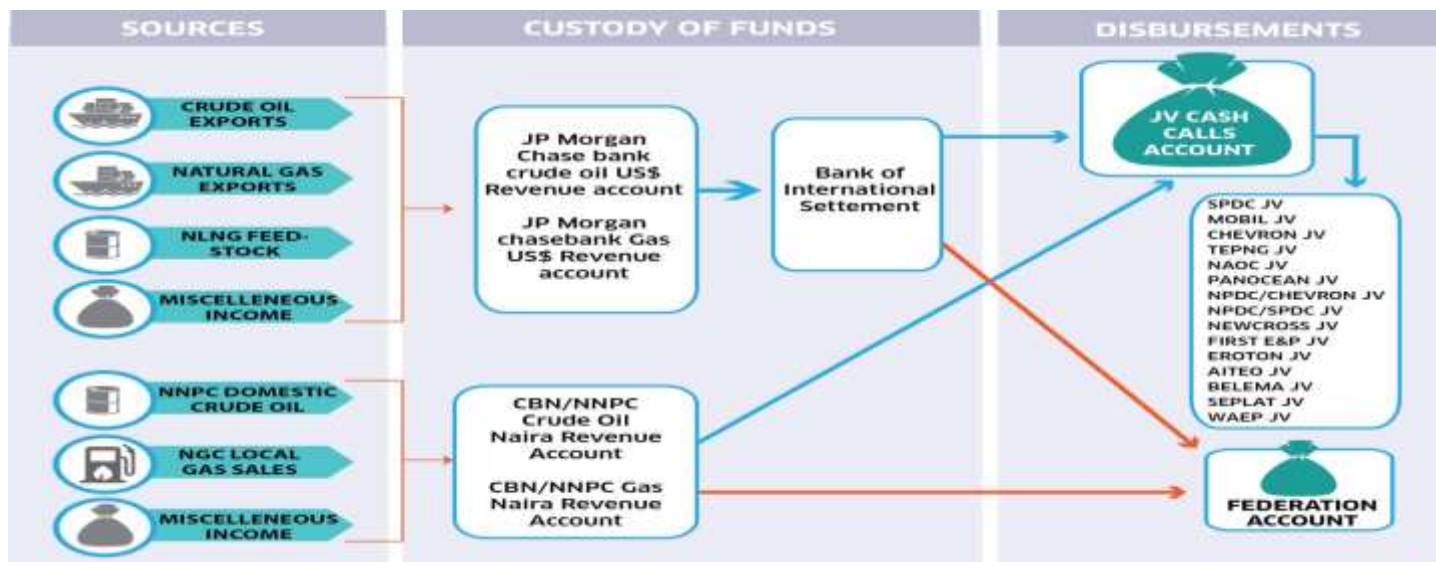 SOURCES
CUSTODY OF FUNDS
DISBURSEMENTS
CRUDE OIL
EXPORTS
NATURAL GAS
EXPORTS
NLNG FEED-
STOCK
MISCELLENEOUS
INCOME
NNPC DOMESTIC
CRUDE OIL
NGC LOCAL
GAS SALES
MISCELLENEOUS
INCOME
JP Morgan
Chase bank
crude oil US$
Revenue account
JP Morgan
chasebank Gas
US$ Revenue
account
CBN/NNPC
Crude Oil
Naira Revenue
Account
CBN/NNPC Gas
Naira Revenue
Account
Bank of
International
Settement
JV CASH
CALLS
ACCOUNT
SPDC JV
MOBIL JV
CHEVRON JV
TEPNG JV
NAOC JV
PANOCEAN JV
NPDC/CHEVRON JV
NPDC/SPDC JV
NEWCROSS JV
FIRST E&P JV
EROTON JV
AITEO JV
BELEMA JV
SEPLAT JV
WAEP JV
FEDERATION
ACCOUNT